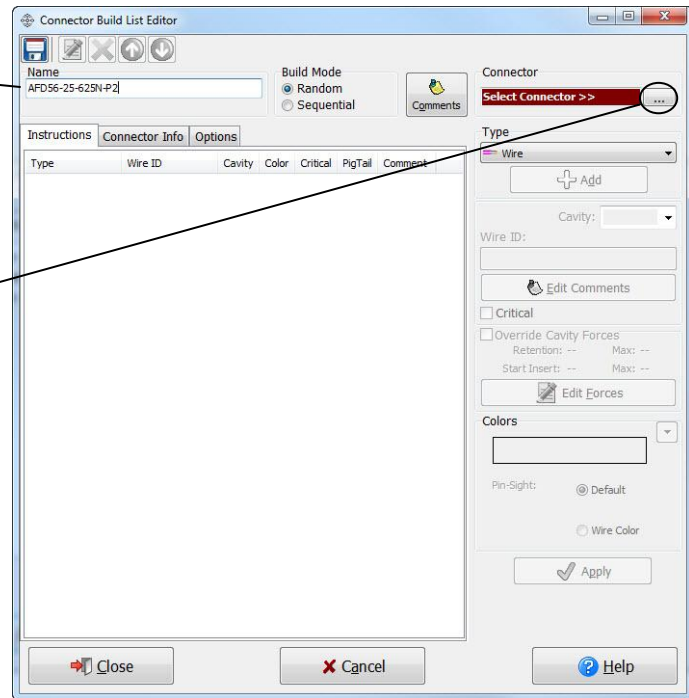 Connector Build List Editor
Name
AFD56-25-625N-P2
Build Mode
Random
Sequential
Comments
Connector
Select Connector >>
...
Instructions
Connector Info
Options
Type
Wire ID
Cavity
Color
Critical
PigTail
Comment
Type
Wire
Add
Cavity:
Wire ID:
Edit Comments
Critical
Override Cavity Forces
Retention: -- Max: --
Start Insert: -- Max: --
Edit Forces
Colors
Pin-Sight:
Default
Wire Color
Apply
Close
Cancel
Help